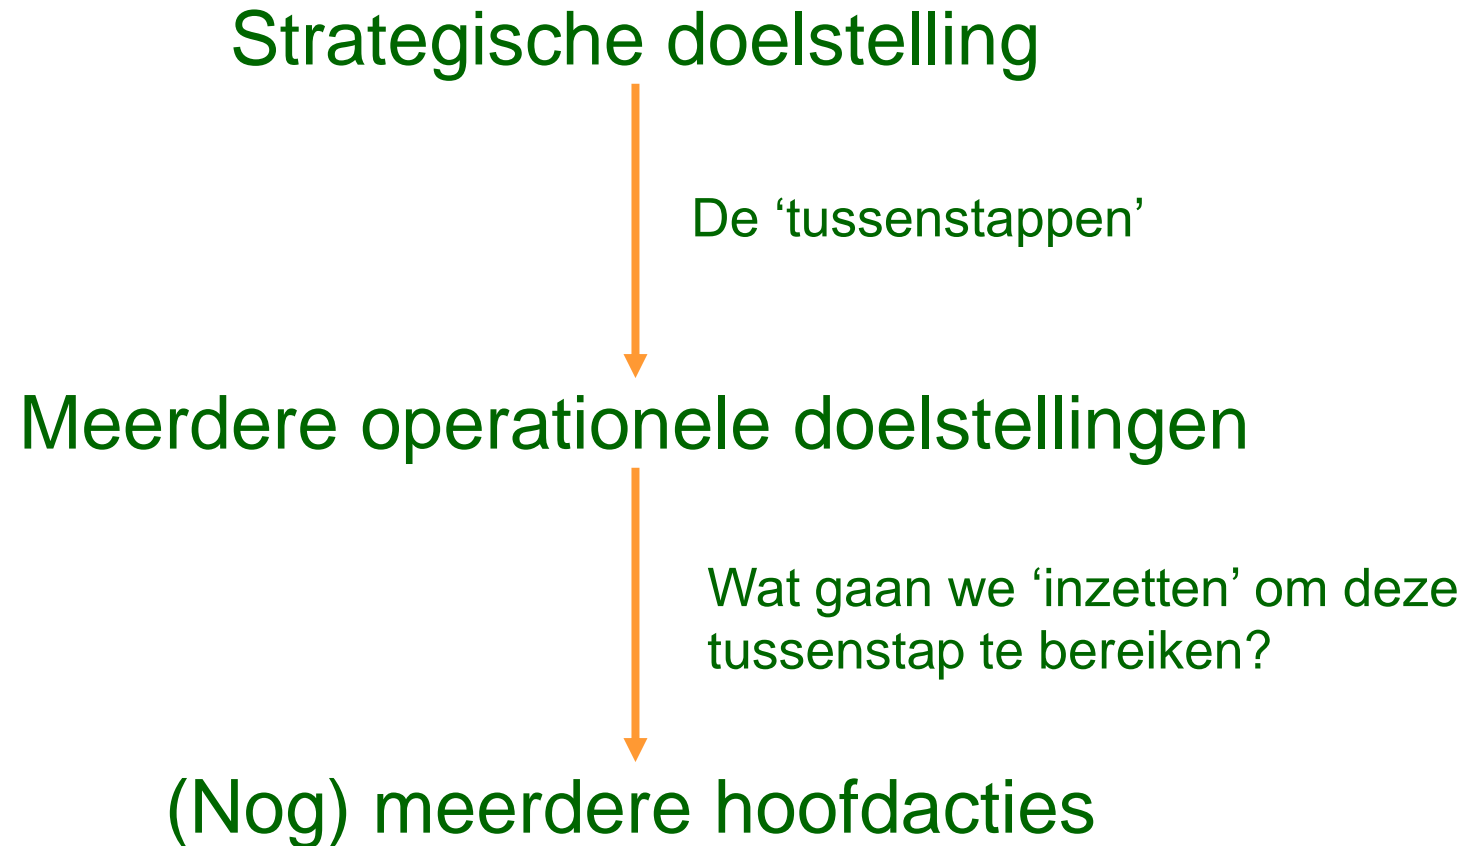 Strategische doelstelling
De ‘tussenstappen’
Meerdere operationele doelstellingen
Wat gaan we ‘inzetten’ om deze
tussenstap te bereiken?
(Nog) meerdere hoofdacties